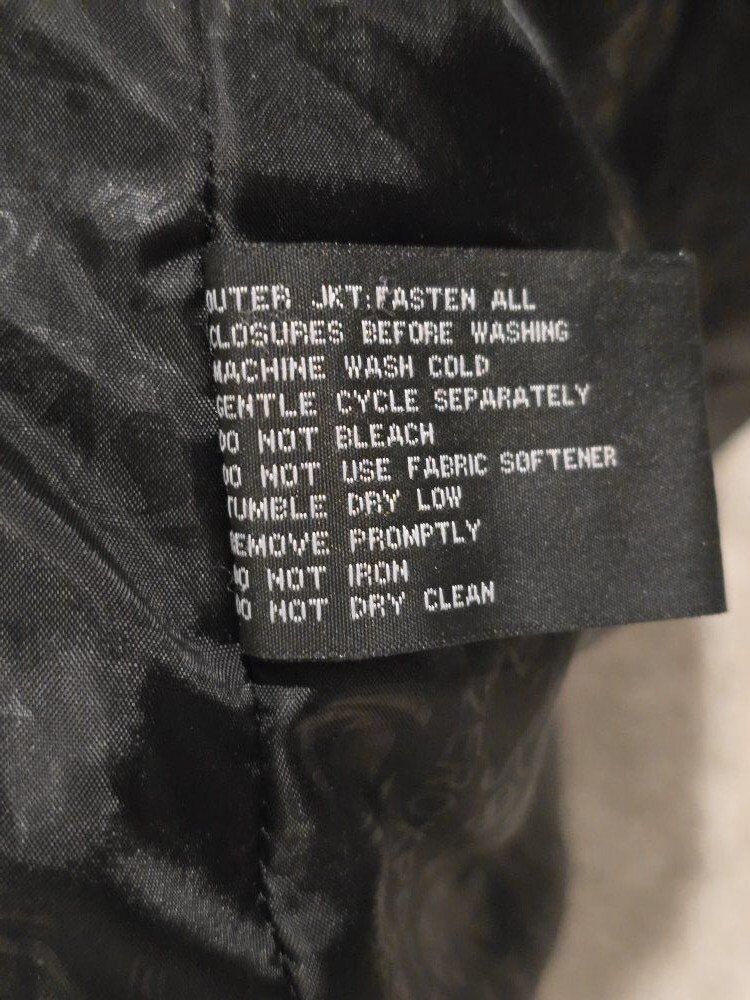 OUTER JKT:FASTEN ALL
CLOSURES BEFORE WASHING
MACHINE WASH COLD
GENTLE CYCLE SEPARATELY
DO NOT BLEACH
DO NOT USE FABRIC SOFTENER
TUMBLE DRY LOW
REMOVE PROMPTLY
DO NOT IRON
DO NOT DRY CLEAN